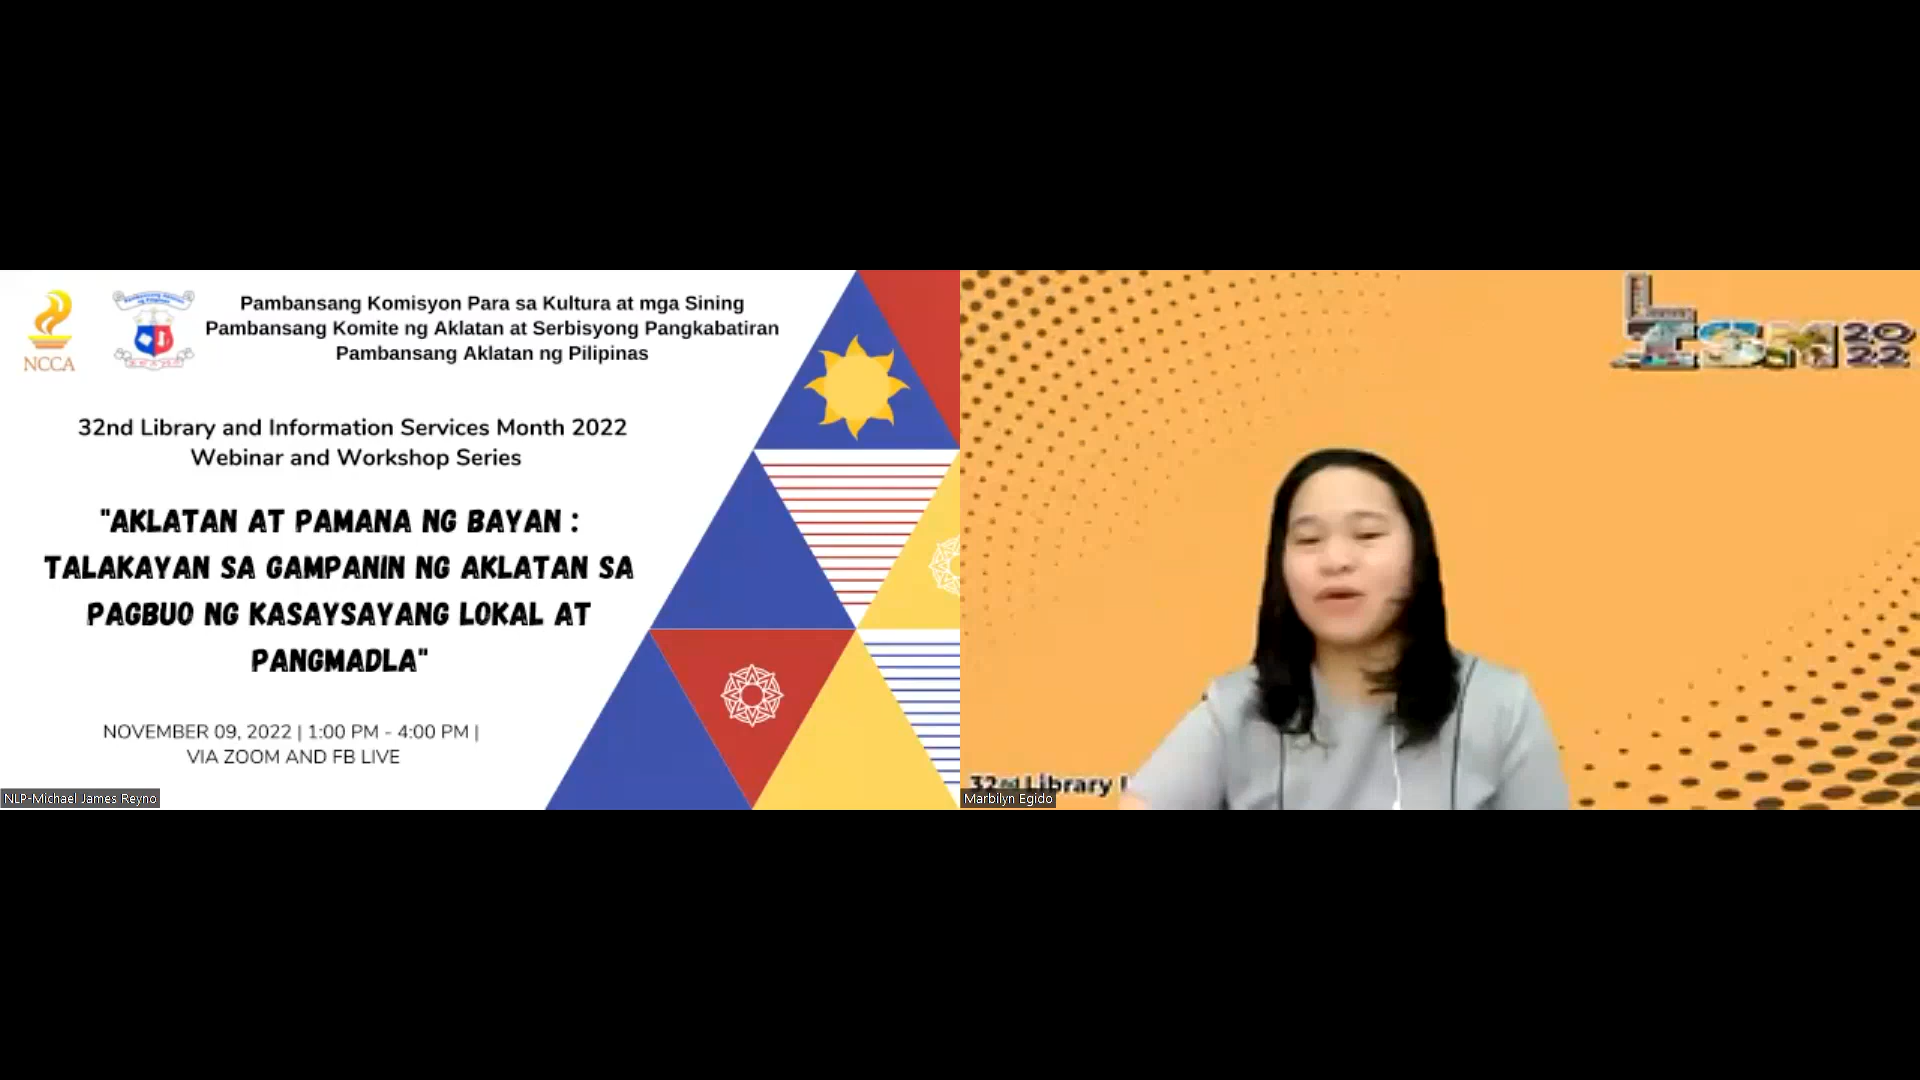 NCCA
Pambansang Komisyon Para sa Kultura at mga Sining
Pambansang Komite ng Aklatan at Serbisyong Pangkabatiran
Pambansang Aklatan ng Pilipinas
32nd Library and Information Services Month 2022
Webinar and Workshop Series
"AKLATAN AT PAMANA NG BAYAN :
TALAKAYAN SA GAMPANIN NG AKLATAN SA
PAGBUO NG KASAYSAYANG LOKAL AT
PANGMADLA"
NOVEMBER 09, 2022 | 1:00 PM - 4:00 PM |
VIA ZOOM AND FB LIVE
NLP-Michael James Reyno
LISM 2022
32nd Library
Marbilyn Egido